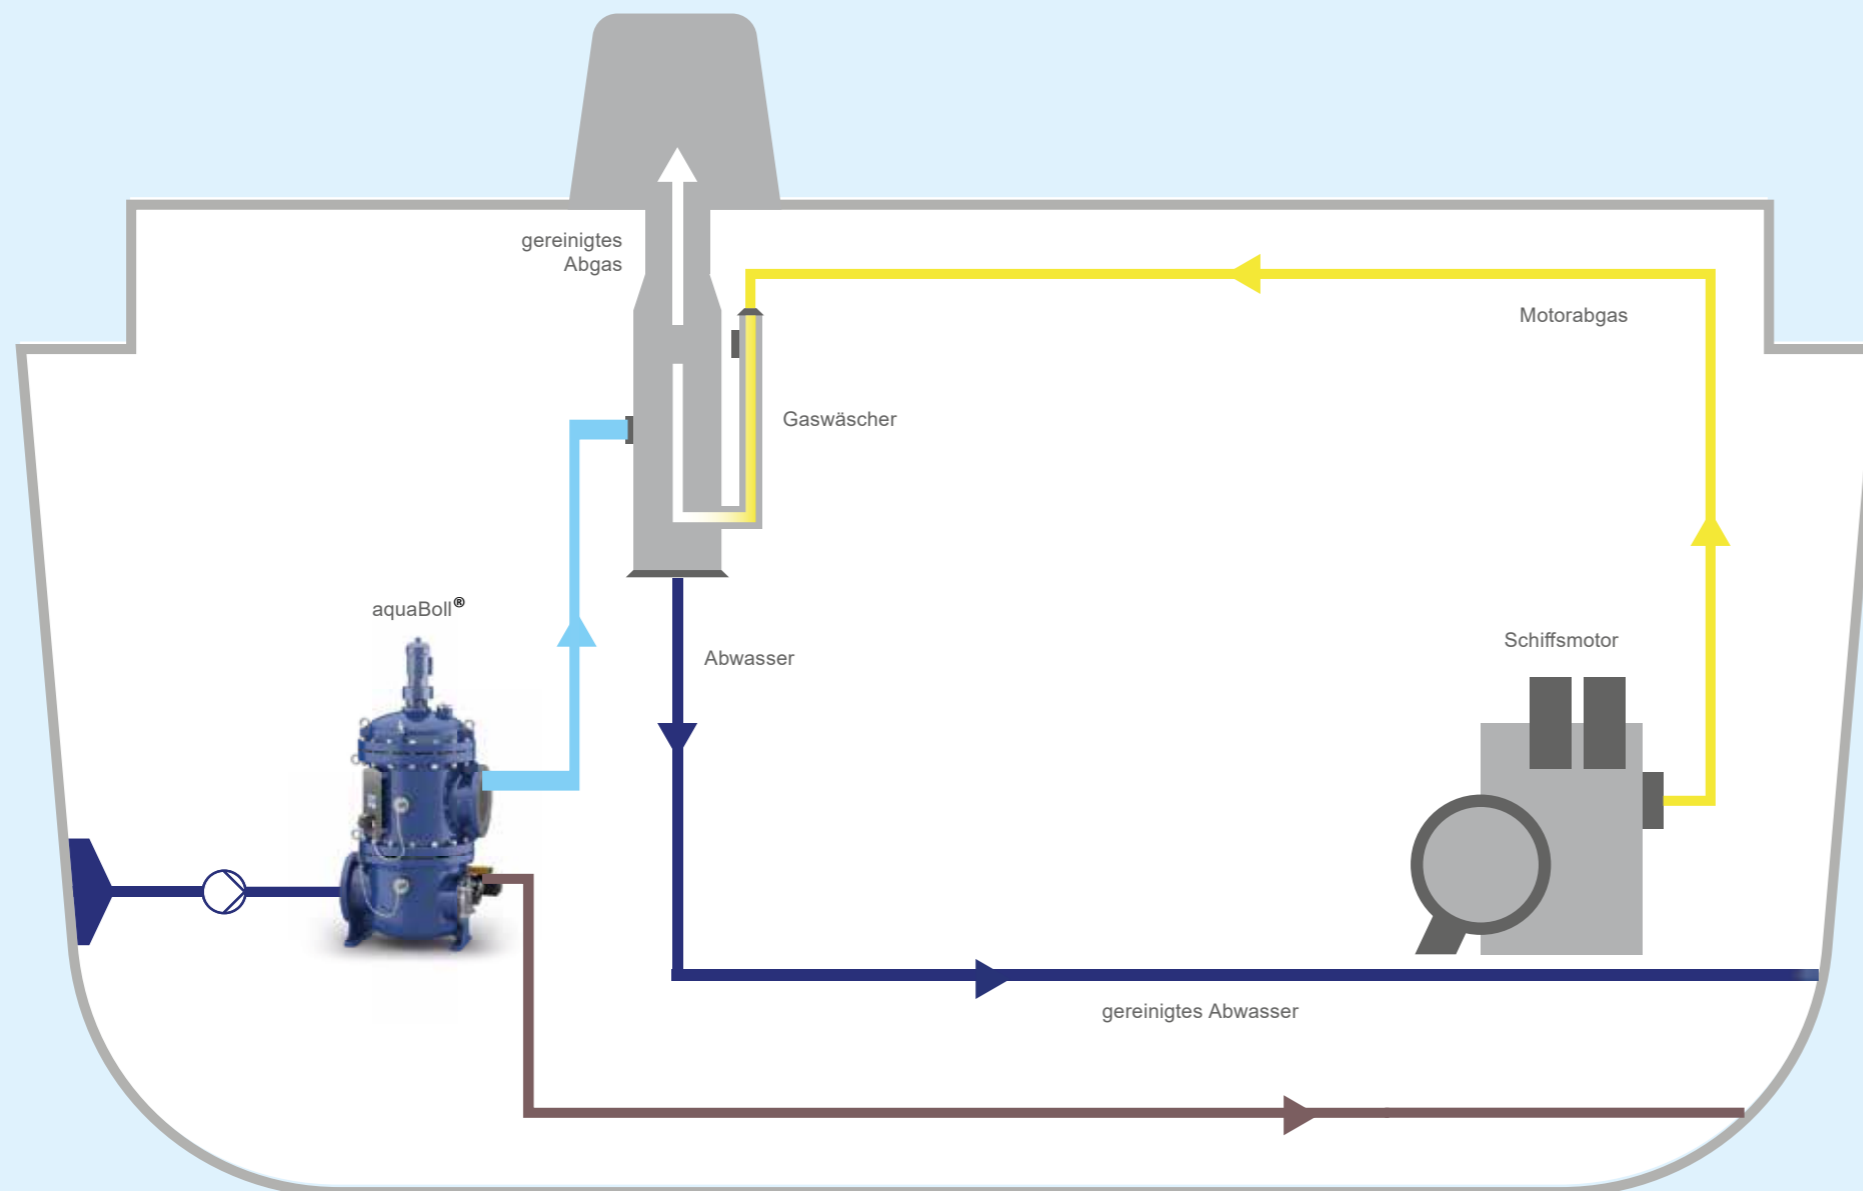 gereinigtes
Abgas
Motorabgas
Gaswäscher
aquaBoll®
Abwasser
Schiffsmotor
gereinigtes Abwasser